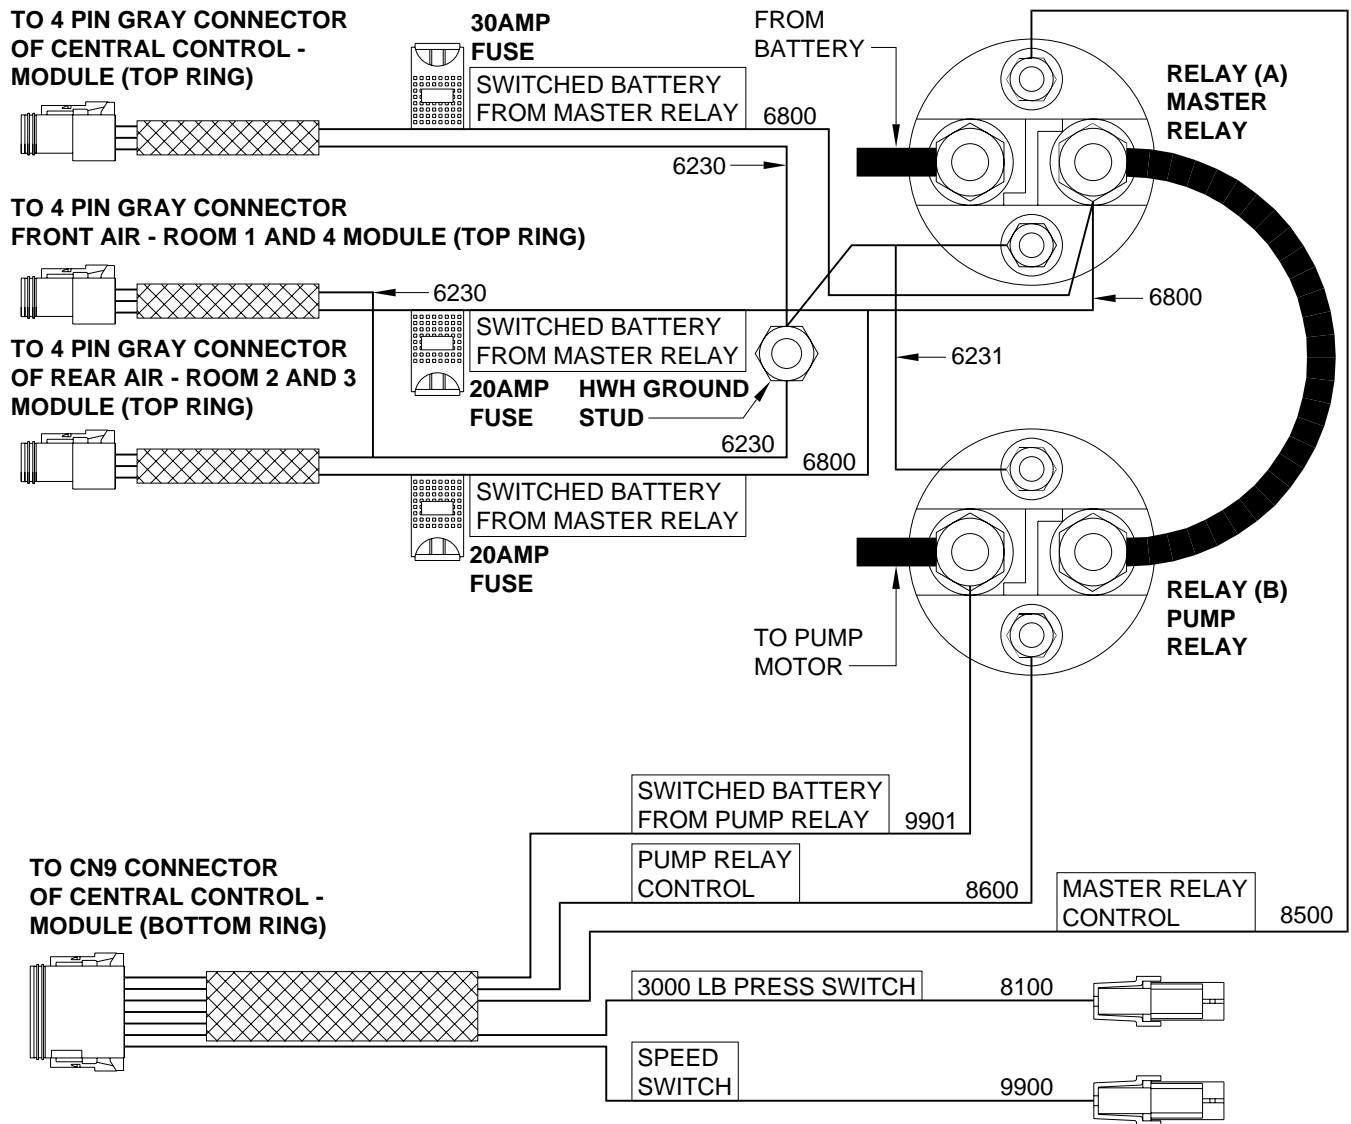 TO 4 PIN GRAY CONNECTOR
OF CENTRAL CONTROL -
MODULE (TOP RING)
30AMP
FUSE
SWITCHED BATTERY
FROM MASTER RELAY
6800
6230
FROM
BATTERY
RELAY (A)
MASTER
RELAY
TO 4 PIN GRAY CONNECTOR
FRONT AIR - ROOM 1 AND 4 MODULE (TOP RING)
6230
6800
SWITCHED BATTERY
FROM MASTER RELAY
20AMP
FUSE
HWH GROUND
STUD
6231
TO 4 PIN GRAY CONNECTOR
OF REAR AIR - ROOM 2 AND 3
MODULE (TOP RING)
6230
6800
SWITCHED BATTERY
FROM MASTER RELAY
20AMP
FUSE
RELAY (B)
PUMP
RELAY
TO PUMP
MOTOR
SWITCHED BATTERY
FROM PUMP RELAY
9901
PUMP RELAY
CONTROL
8600
MASTER RELAY
CONTROL
8500
TO CN9 CONNECTOR
OF CENTRAL CONTROL -
MODULE (BOTTOM RING)
3000 LB PRESS SWITCH
8100
SPEED
SWITCH
9900